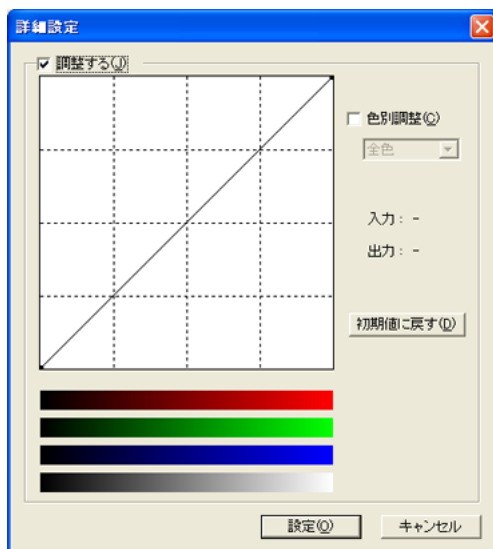 詳細設定
調整する(J)
色別調整(C)
全色
入力： -
出力： -
初期値に戻す(D)
設定(O)
キャンセル